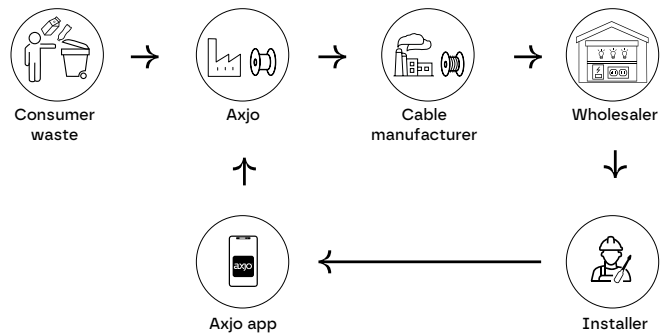 Consumer
waste
Axjo
Cable
manufacturer
Wholesaler
axjo
Axjo app
Installer